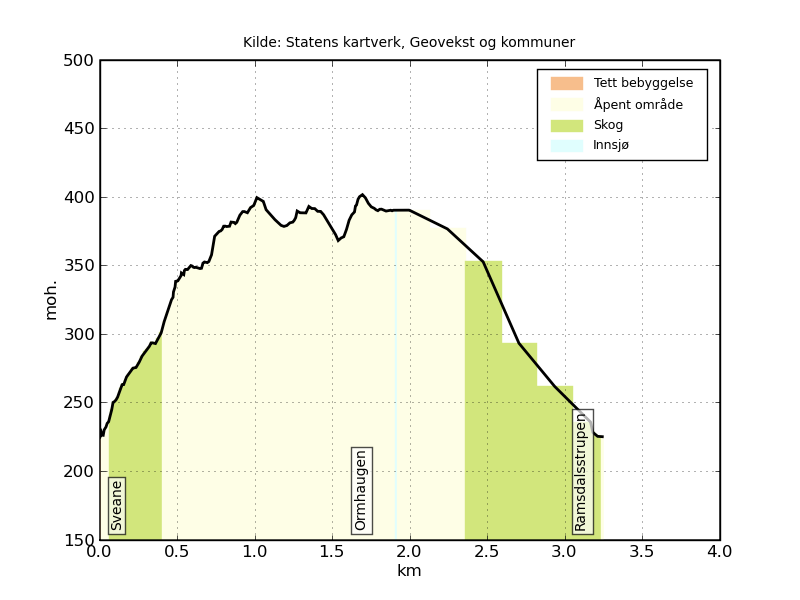 Kilde: Statens kartverk, Geovekst og kommuner
500
450
400
350
300
250
200
150
moh.
Tett bebyggelse
Åpent område
Skog
Innsjø
Sveane
Ormhaugen
Ramsdalsstrupen
0.0 0.5 1.0 1.5 2.0 2.5 3.0 3.5 4.0
km